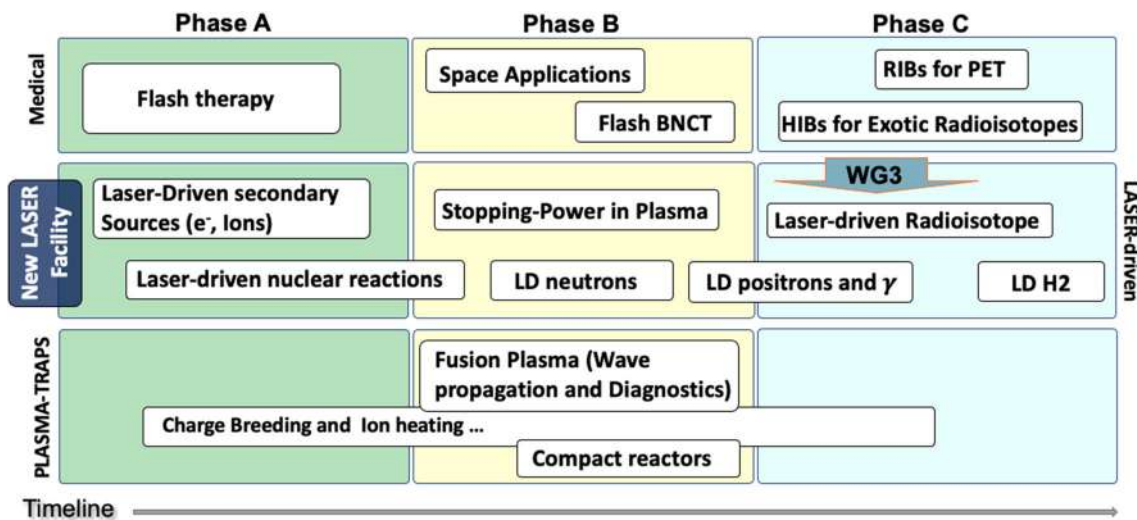 Phase A
Phase B
Phase C
Medical
Flash therapy
Space Applications
Flash BNCT
RIBs for PET
HIBs for Exotic Radioisotopes
New LASER
Facility
Laser-Driven secondary
Sources (e-, Ions)
Laser-driven nuclear reactions
Stopping-Power in Plasma
LD neutrons
WG3
Laser-driven Radioisotope
LD positrons and γ
LD H2
LASER-driven
PLASMA-TRAPS
Fusion Plasma (Wave
propagation and Diagnostics)
Charge Breeding and Ion heating ...
Compact reactors
Timeline